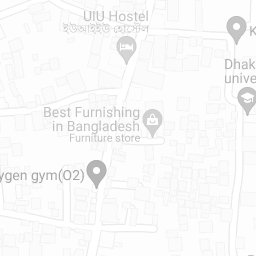 UIU Hostel
ইউআইইউ হোস্টেল
K
Dhak
unive
Best Furnishing
in Bangladesh
Furniture store
ygen gym(O2)